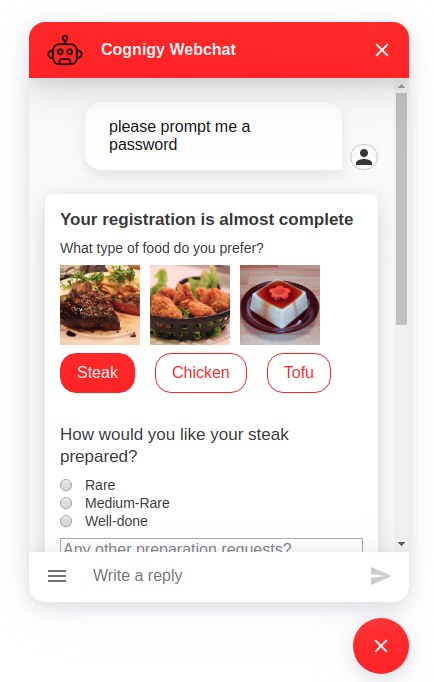 Cognigy Webchat
please prompt me a
password
Your registration is almost complete
What type of food do you prefer?
Steak Chicken Tofu
How would you like your steak
prepared?
Rare
Medium-Rare
Well-done
Any other preparation requests?
Write a reply